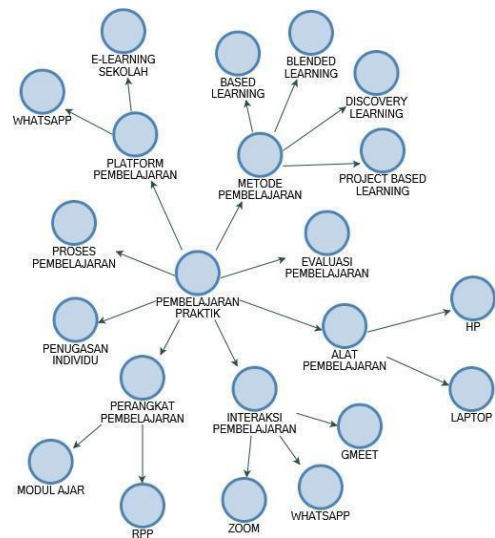 E-LEARNING
SEKOLAH
WHATSAPP
PLATFORM
PEMBELAJARAN
BASED
LEARNING
BLENDED
LEARNING
DISCOVERY
LEARNING
PROJECT BASED
LEARNING
METODE
PEMBELAJARAN
PROSES
PEMBELAJARAN
EVALUASI
PEMBELAJARAN
PEMBELAJARAN
PRAKTIK
PENUGASAN
INDIVIDU
ALAT
PEMBELAJARAN
HP
LAPTOP
PERANGKAT
PEMBELAJARAN
MODUL AJAR
RPP
INTERAKSI
PEMBELAJARAN
GMEET
WHATSAPP
ZOOM